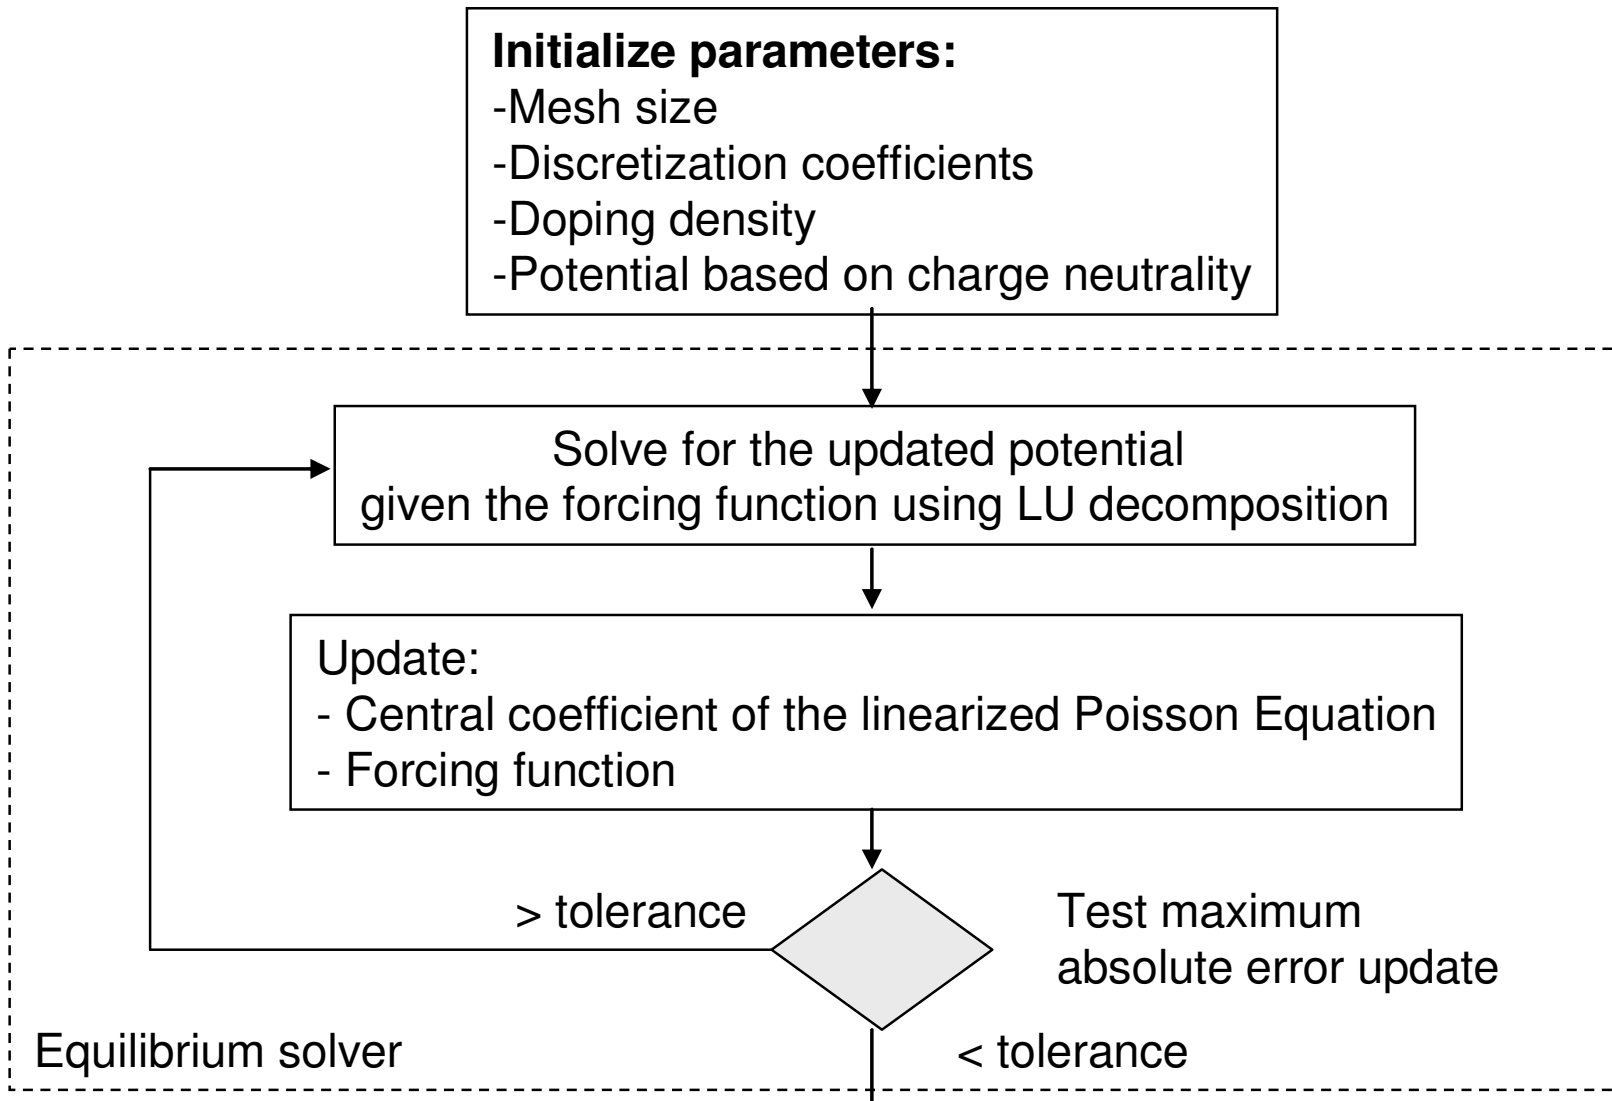 Initialize parameters:
-Mesh size
-Discretization coefficients
-Doping density
-Potential based on charge neutrality
Solve for the updated potential
given the forcing function using LU decomposition
Update:
- Central coefficient of the linearized Poisson Equation
- Forcing function
> tolerance
Test maximum
absolute error update
Equilibrium solver
< tolerance